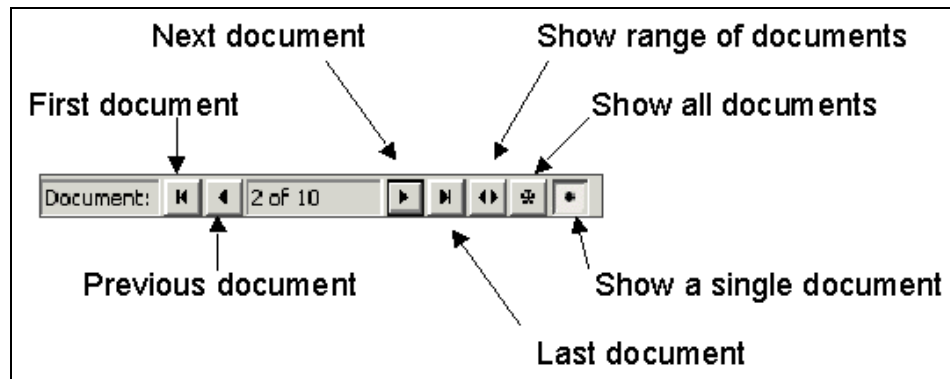 Next document
Show range of documents
First document
Show all documents
Document:
2 of 10
Previous document
Show a single document
Last document